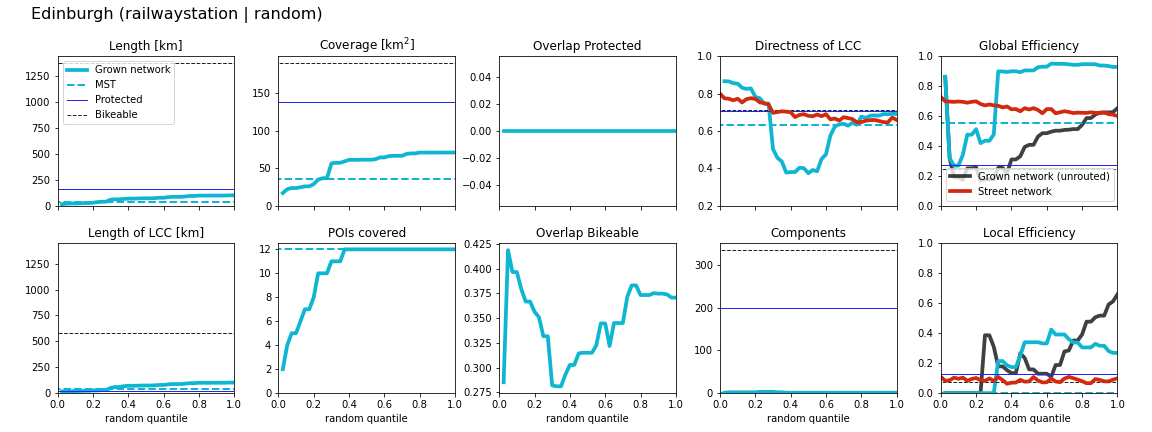 Edinburgh (railwaystation | random)
Length [km]
Coverage [km²]
Overlap Protected
Directness of LCC
Global Efficiency
Grown network
MST
Protected
Bikeable
1250
1000
750
500
250
0
150
100
50
0
0.04
0.02
0.00
−0.02
−0.04
1.0
0.8
0.6
0.4
0.2
1.0
0.8
0.6
0.4
0.2
0.0
Grown network (unrouted)
Street network
Length of LCC [km]
POIs covered
Overlap Bikeable
Components
Local Efficiency
1250
1000
750
500
250
0
12
10
8
6
4
2
0
0.425
0.400
0.375
0.350
0.325
0.300
0.275
300
200
100
0
1.0
0.8
0.6
0.4
0.2
0.0
0.0 0.2 0.4 0.6 0.8 1.0
0.0 0.2 0.4 0.6 0.8 1.0
0.0 0.2 0.4 0.6 0.8 1.0
0.0 0.2 0.4 0.6 0.8 1.0
0.0 0.2 0.4 0.6 0.8 1.0
random quantile
random quantile
random quantile
random quantile
random quantile